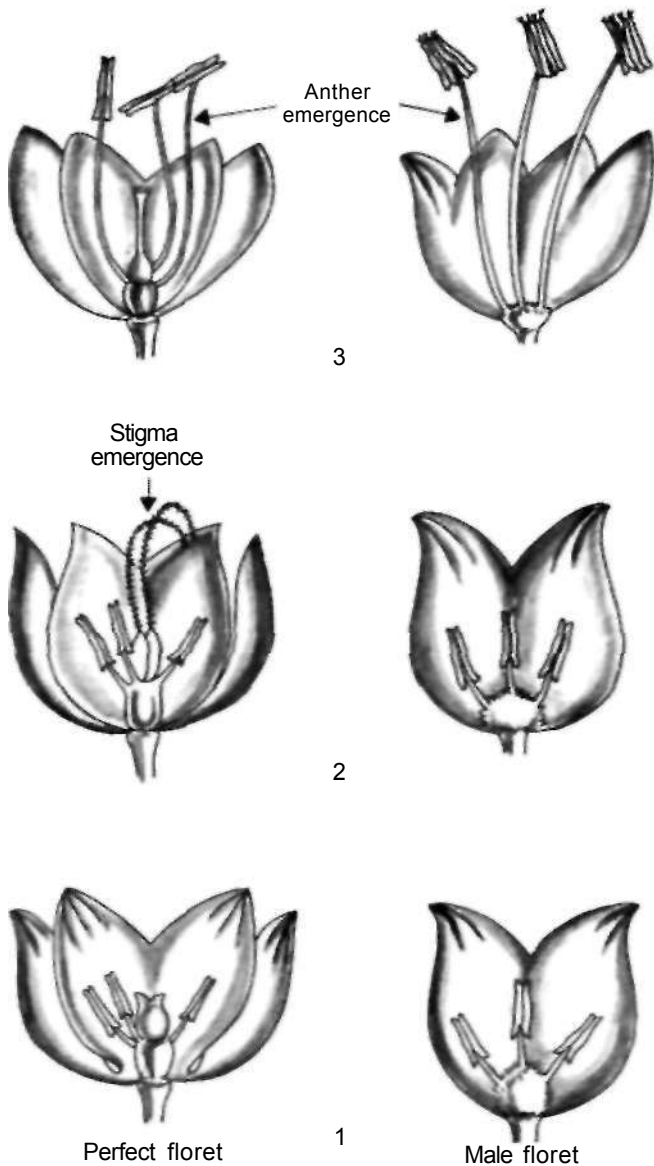 Anther
emergence
3
Stigma
emergence
2
1
Perfect floret
Male floret